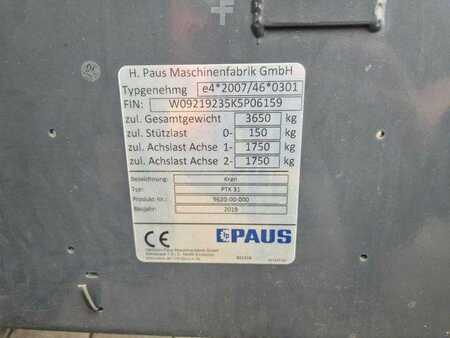 H. Paus Maschinenfabrik GmbH
Typgenehmg e4*2007/46*0301
FIN: W09219235K5P06159
zul. Gesamtgewicht 3650 kg
zul. Stützlast 0- 150 kg
zul. Achslast Achse 1- 1750 kg
zul. Achslast Achse 2- 1750 kg
Bezeichnung: Kran
Typ: PTK 31
Produkt Nr.: 9620-00-000
Baujahr: 2019
CE PAUS